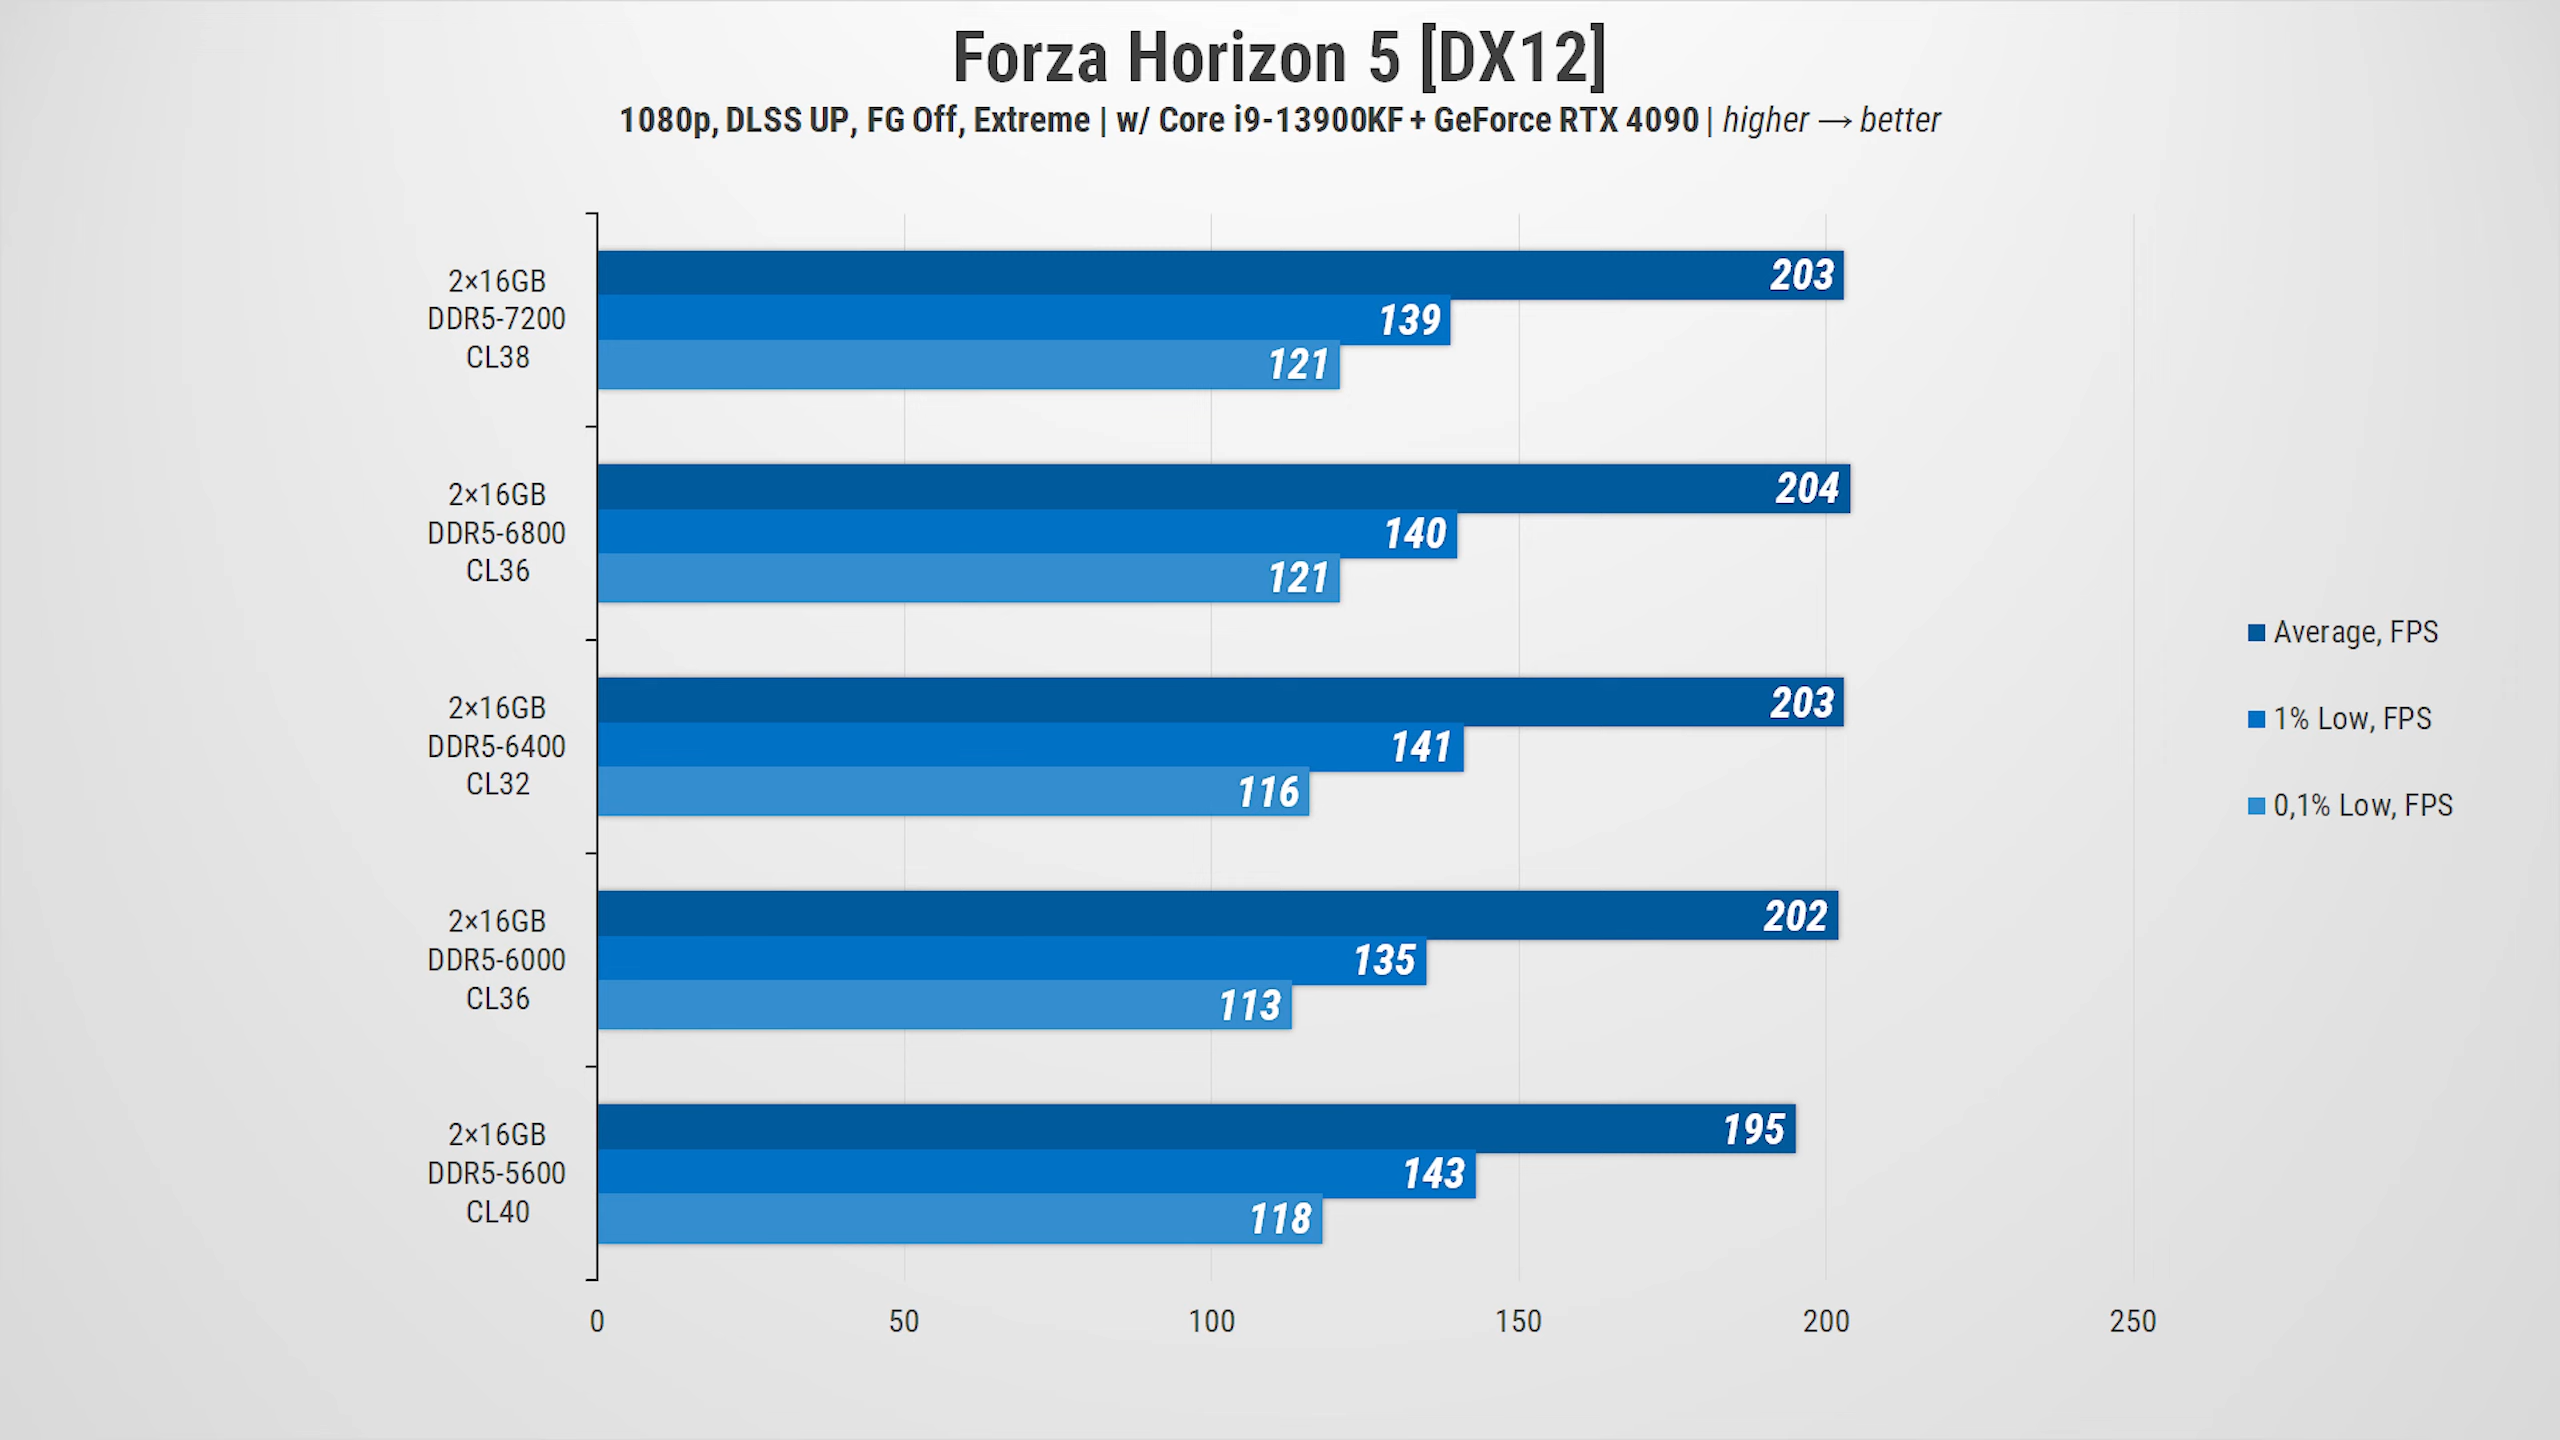 Forza Horizon 5 [DX12]
1080p, DLSS UP, FG Off, Extreme | w/ Core i9-13900KF + GeForce RTX 4090 | higher → better
2×16GB
DDR5-7200
CL38
203
139
121
2×16GB
DDR5-6800
CL36
204
140
121
2×16GB
DDR5-6400
CL32
203
141
116
2×16GB
DDR5-6000
CL36
202
135
113
2×16GB
DDR5-5600
CL40
195
143
118
0 50 100 150 200 250
Average, FPS
1% Low, FPS
0,1% Low, FPS